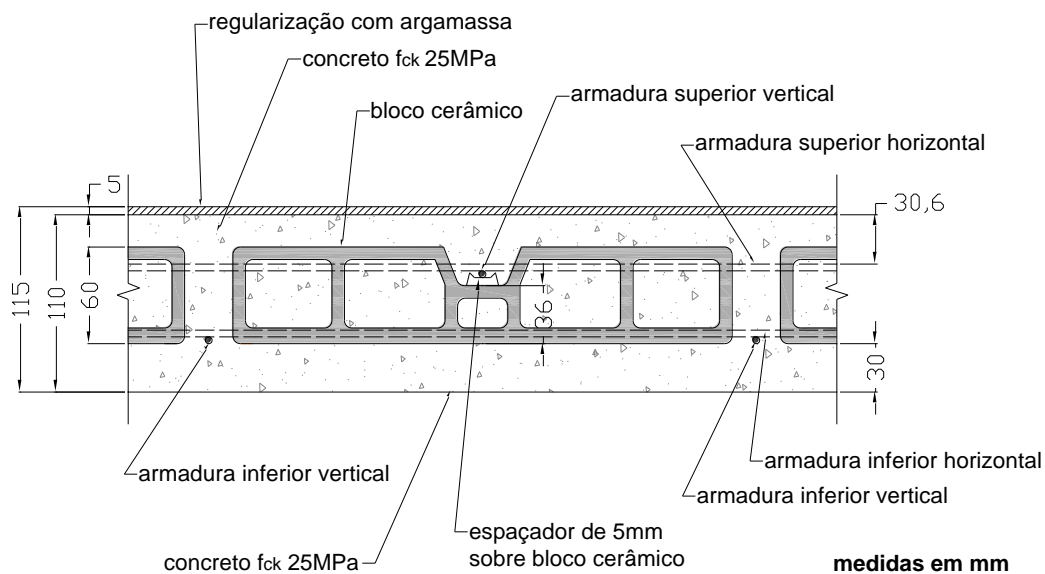 regularização com argamassa
concreto fck 25MPa
armadura superior vertical
bloco cerâmico
armadura superior horizontal
5
30,6
115
110
60
36
30
armadura inferior vertical
armadura inferior horizontal
armadura inferior vertical
espaçador de 5mm
sobre bloco cerâmico
concreto fck 25MPa
medidas em mm